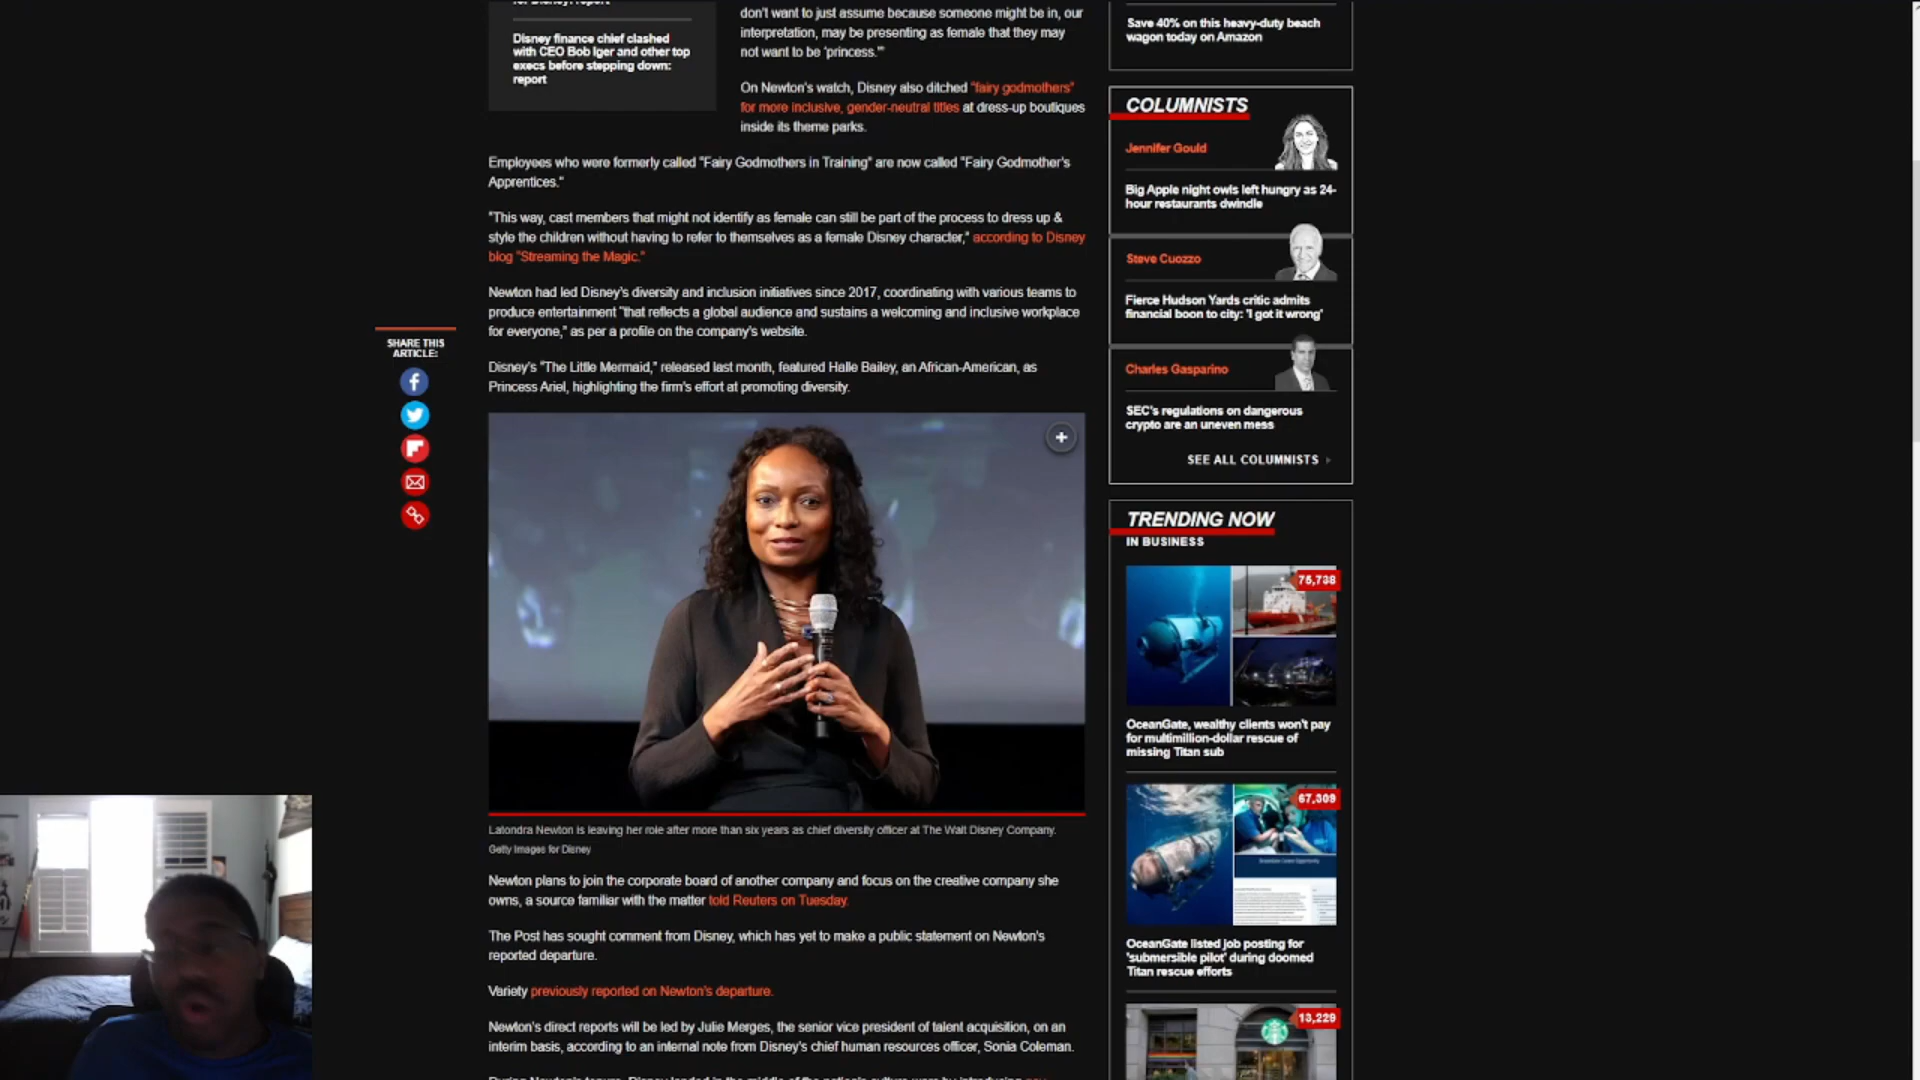 Disney finance chief clashed
with CEO Bob Iger and other top
execs before stepping down:
report
don't want to just assume because someone might be in, our
interpretation, may be presenting as female that they may
not want to be 'princess.'"
On Newton's watch, Disney also ditched "fairy godmothers"
for more inclusive, gender-neutral titles at dress-up boutiques
inside its theme parks.
Employees who were formerly called "Fairy Godmothers in Training" are now called "Fairy Godmother's
Apprentices."
"This way, cast members that might not identify as female can still be part of the process to dress up &
style the children without having to refer to themselves as a female Disney character," according to Disney
blog "Streaming the Magic."
Newton had led Disney's diversity and inclusion initiatives since 2017, coordinating with various teams to
produce entertainment "that reflects a global audience and sustains a welcoming and inclusive workplace
for everyone," as per a profile on the company's website.
Disney's "The Little Mermaid," released last month, featured Halle Bailey, an African-American, as
Princess Ariel, highlighting the firm's effort at promoting diversity.
SHARE THIS
ARTICLE:
Latondra Newton is leaving her role after more than six years as chief diversity officer at The Walt Disney Company.
Getty Images for Disney
Newton plans to join the corporate board of another company and focus on the creative company she
owns, a source familiar with the matter told Reuters on Tuesday.
The Post has sought comment from Disney, which has yet to make a public statement on Newton's
reported departure.
Variety previously reported on Newton's departure.
Newton's direct reports will be led by Julie Merges, the senior vice president of talent acquisition, on an
interim basis, according to an internal note from Disney's chief human resources officer, Sonia Coleman.
Save 40% on this heavy-duty beach
wagon today on Amazon
COLUMNISTS
Jennifer Gould
Big Apple night owls left hungry as 24-
hour restaurants dwindle
Steve Cuozzo
Fierce Hudson Yards critic admits
financial boon to city: 'I got it wrong'
Charles Gasparino
SEC's regulations on dangerous
crypto are an uneven mess
SEE ALL COLUMNISTS
TRENDING NOW
IN BUSINESS
75,738
OceanGate, wealthy clients won't pay
for multimillion-dollar rescue of
missing Titan sub
67,309
OceanGate listed job posting for
'submersible pilot' during doomed
Titan rescue efforts
13,229